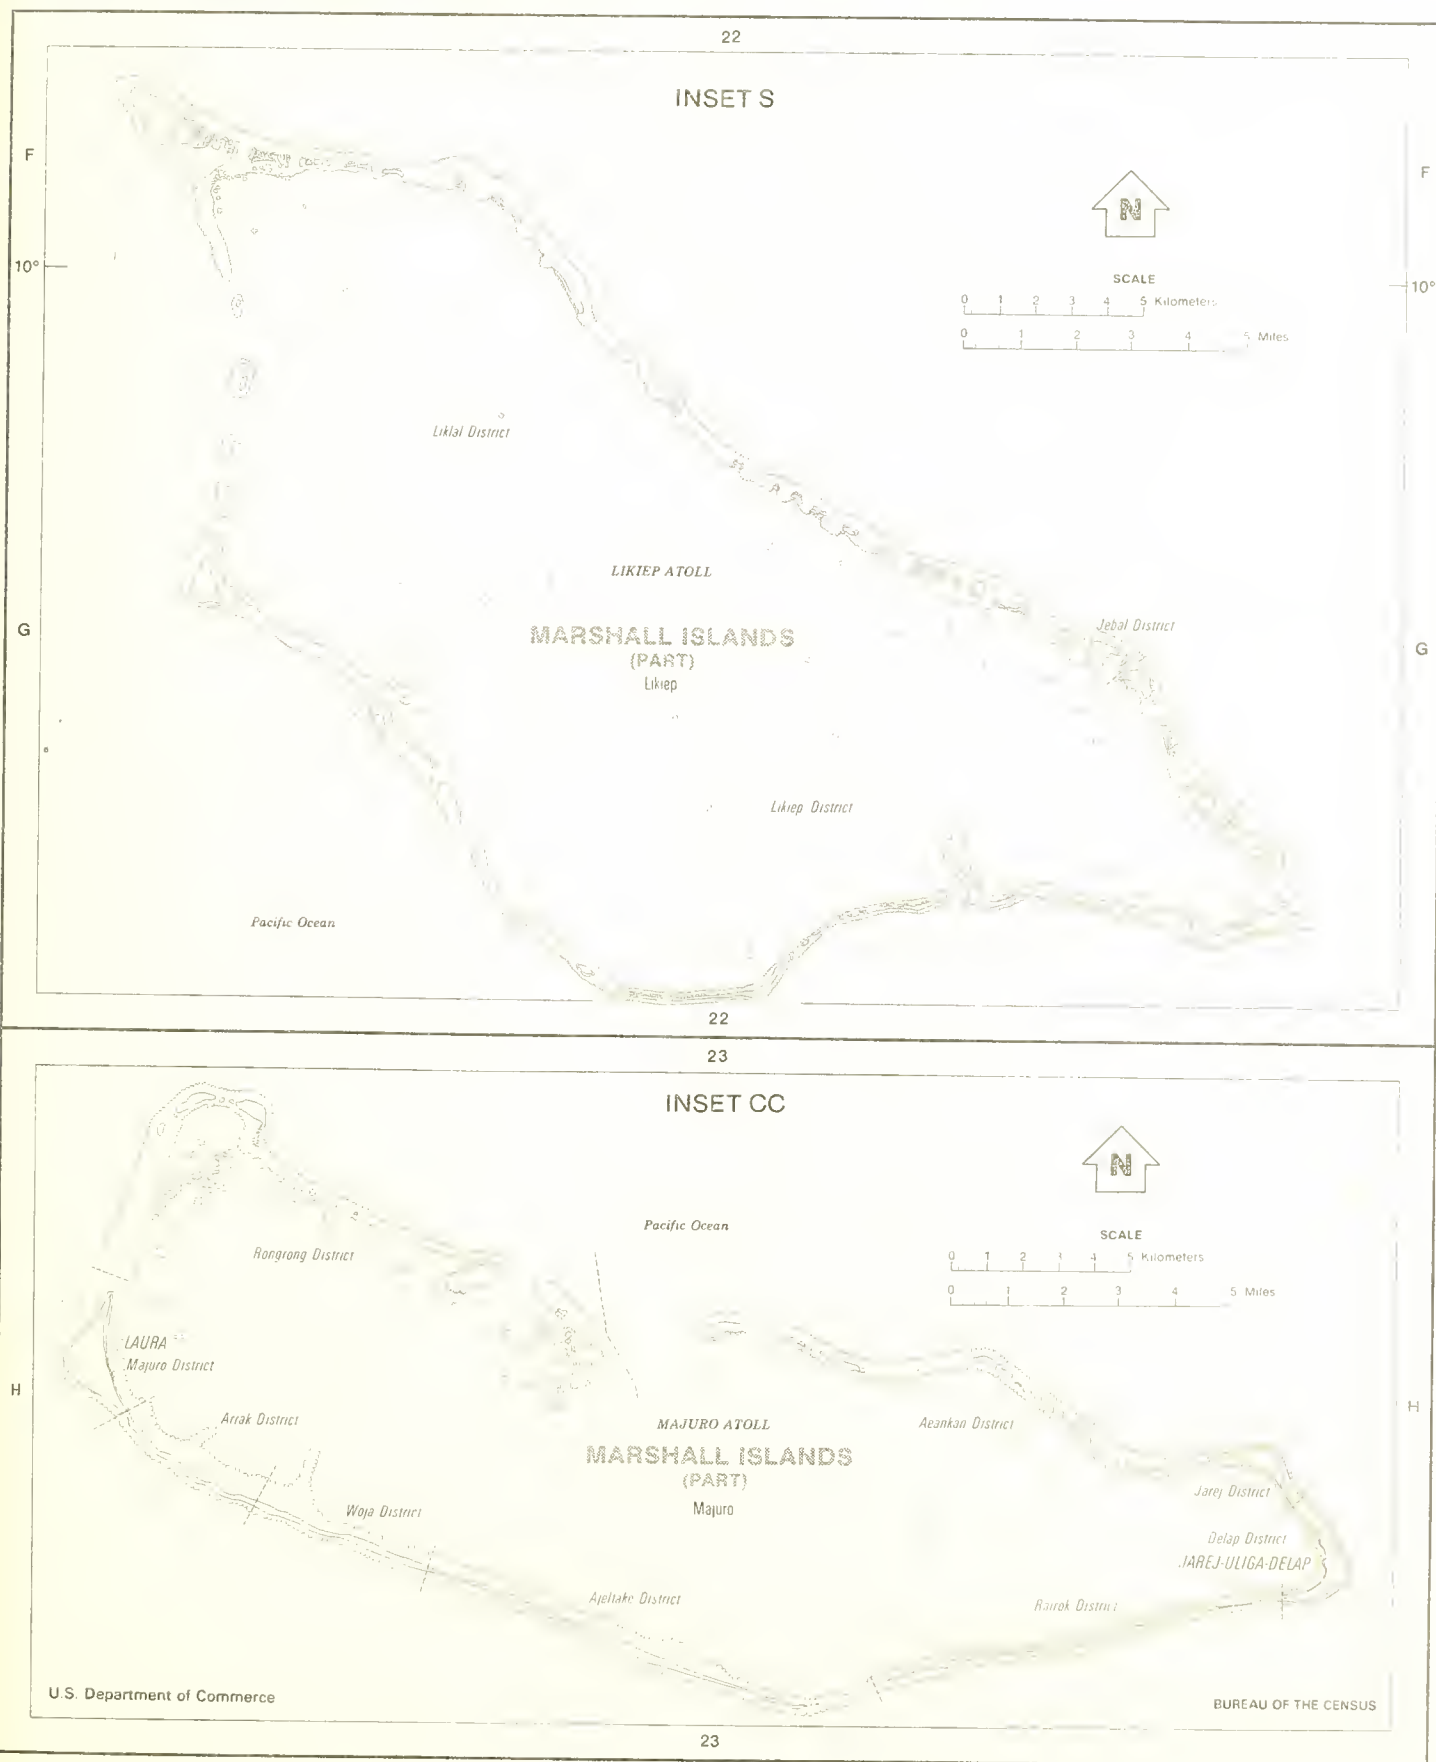 22
INSET S
F
F
N
10°
10°
SCALE
0 1 2 3 4 5 Kilometers
0 1 2 3 4 5 Miles
Liklal District
LIKIEP ATOLL
MARSHALL ISLANDS
(PART)
Likiep
Jebal District
G
G
Likiep District
Pacific Ocean
22
23
INSET CC
N
Pacific Ocean
SCALE
0 1 2 3 4 5 Kilometers
0 1 2 3 4 5 Miles
Rongrong District
LAURA
Majuro District
H
H
Arrak District
MAJURO ATOLL
Aeankan District
MARSHALL ISLANDS
(PART)
Majuro
Jarej District
Woja District
Delap District
JAREJ-ULIGA-DELAP
Ajeltake District
Rairok District
U.S. Department of Commerce
BUREAU OF THE CENSUS
23